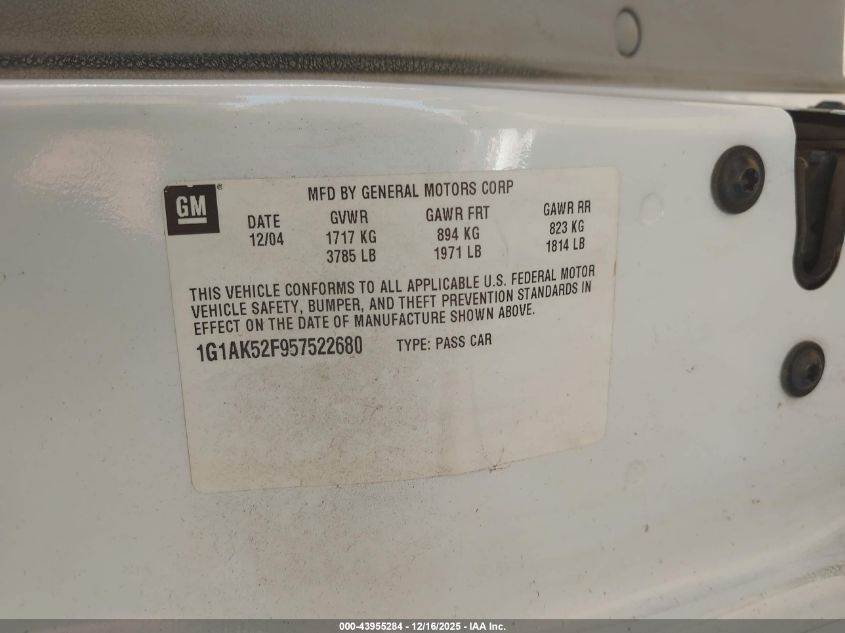 GM ®
MFD BY GENERAL MOTORS CORP
DATE GVWR GAWR FRT GAWR RR
12/04 1717 KG 894 KG 823 KG
3785 LB 1971 LB 1814 LB
THIS VEHICLE CONFORMS TO ALL APPLICABLE U.S. FEDERAL MOTOR
VEHICLE SAFETY, BUMPER, AND THEFT PREVENTION STANDARDS IN
EFFECT ON THE DATE OF MANUFACTURE SHOWN ABOVE.
1G1AK52F957522680 TYPE: PASS CAR
000-43955284 - 12/16/2025 - IAA Inc.